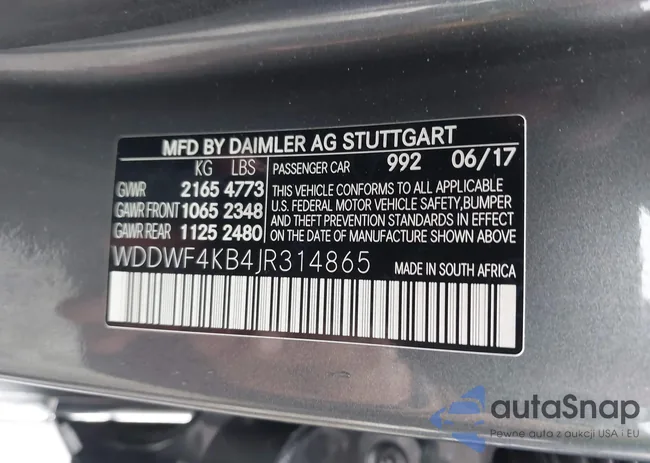 MFD BY DAIMLER AG STUTTGART
KG LBS PASSENGER CAR 992 06/17
GVWR 2165 4773
GAWR FRONT 1065 2348
GAWR REAR 1125 2480
THIS VEHICLE CONFORMS TO ALL APPLICABLE
U.S. FEDERAL MOTOR VEHICLE SAFETY,BUMPER
AND THEFT PREVENTION STANDARDS IN EFFECT
ON THE DATE OF MANUFACTURE SHOWN ABOVE
WDDWF4KB4JR314865 MADE IN SOUTH AFRICA
autaSnap
Pewne auta z aukcji USA i EU